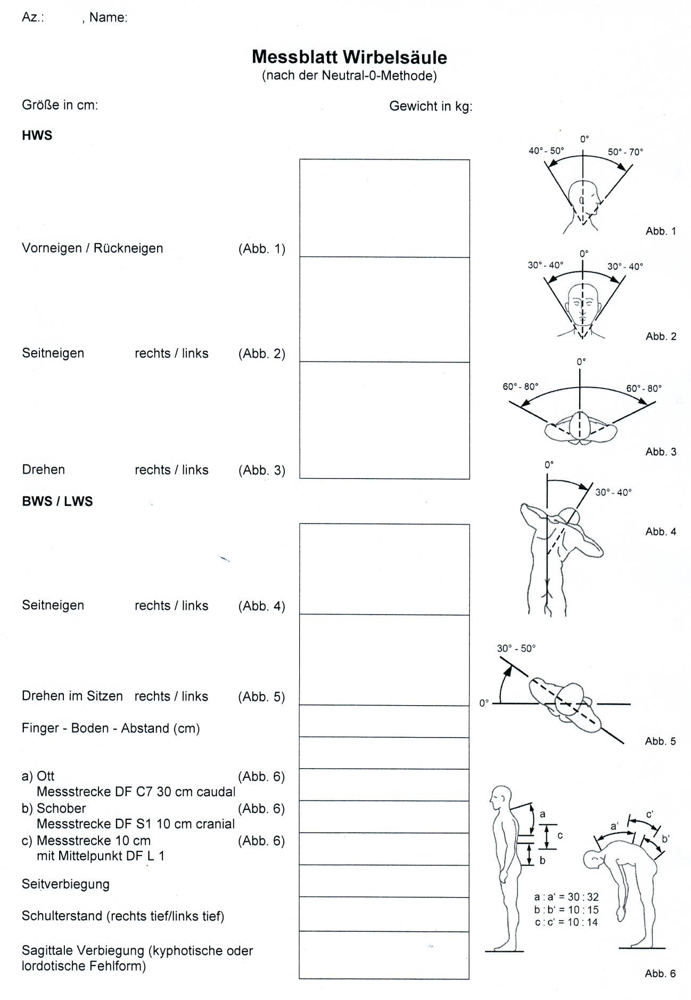 Az.: , Name:
Messblatt Wirbelsäule
(nach der Neutral-0-Methode)
Größe in cm: Gewicht in kg:
HWS
0°
40°- 50° 50°- 70°
Abb. 1
Vorneigen / Rückneigen (Abb. 1)
0°
30°- 40° 30°- 40°
Abb. 2
Seitneigen rechts / links (Abb. 2)
0°
60°- 80° 60°- 80°
Abb. 3
Drehen rechts / links (Abb. 3)
BWS / LWS
0°
30°- 40°
Abb. 4
Seitneigen rechts / links (Abb. 4)
30° - 50°
0°
Drehen im Sitzen rechts / links (Abb. 5)
Finger - Boden - Abstand (cm)
Abb. 5
a) Ott (Abb. 6)
Messstrecke DF C7 30 cm caudal
b) Schober (Abb. 6)
Messstrecke DF S1 10 cm cranial
c) Messstrecke 10 cm (Abb. 6)
mit Mittelpunkt DF L 1
a
c
b
c‘
a‘
b‘
Seitverbiegung
a : a‘ = 30 : 32
b : b‘ = 10 : 15
c : c‘ = 10 : 14
Schulterstand (rechts tief/links tief)
Sagittale Verbiegung (kyphotische oder
lordotische Fehlform)
Abb. 6